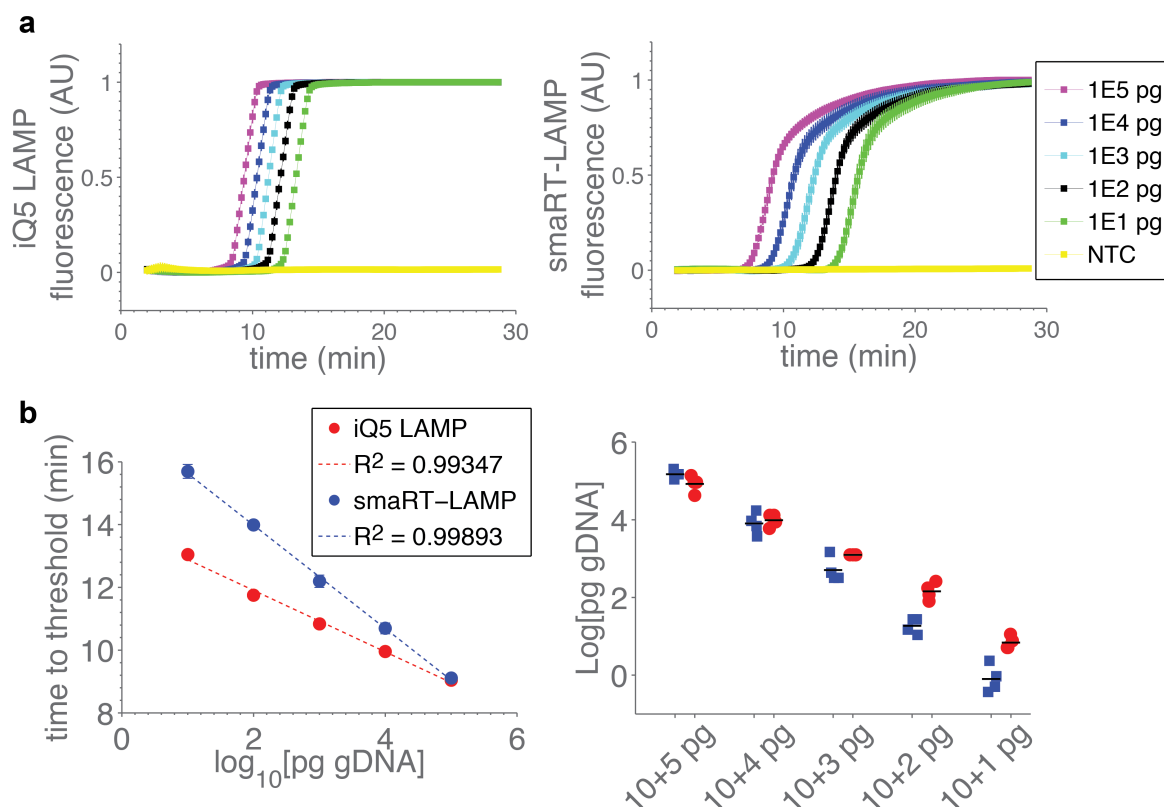 a
iQ5 LAMP
fluorescence (AU)
1
0.5
0
0
10
20
30
time (min)
smaRT-LAMP
fluorescence (AU)
1
0.5
0
0
10
20
30
time (min)
1E5 pg
1E4 pg
1E3 pg
1E2 pg
1E1 pg
NTC
b
time to threshold (min)
16
14
12
10
8
0
2
4
6
log10[pg gDNA]
iQ5 LAMP
R2 = 0.99347
smaRT-LAMP
R2 = 0.99893
Log[pg gDNA]
6
4
2
0
10+5 pg
10+4 pg
10+3 pg
10+2 pg
10+1 pg